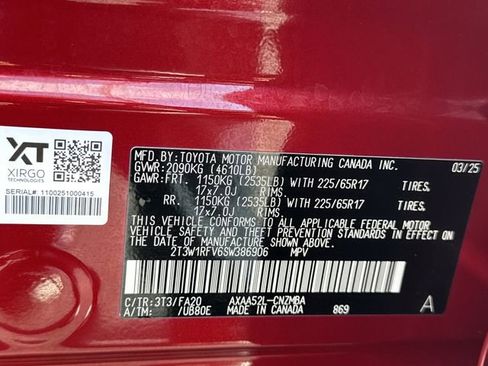 XT
XIRGO
TECHNOLOGIES
SERIAL#: 1100251000415
MFD.BY:TOYOTA MOTOR MANUFACTURING CANADA INC.
GVWR:2090KG (4610LB) 03/25
GAWR:FRT. 1150KG (2535LB) WITH 225/65R17 TIRES.
17x7.0J RIMS
RR. 1150KG (2535LB) WITH 225/65R17 TIRES.
17x7.0J RIMS
THIS VEHICLE CONFORMS TO ALL APPLICABLE FEDERAL MOTOR
VEHICLE SAFETY AND THEFT PREVENTION STANDARDS IN EFFECT
ON THE DATE OF MANUFACTURE SHOWN ABOVE.
2T3W1RFV6SW386906 MPV
C/TR:3T3/FA20 AXAA52L-CNZMBA
A/TM: /UB80E MADE IN CANADA 869 A